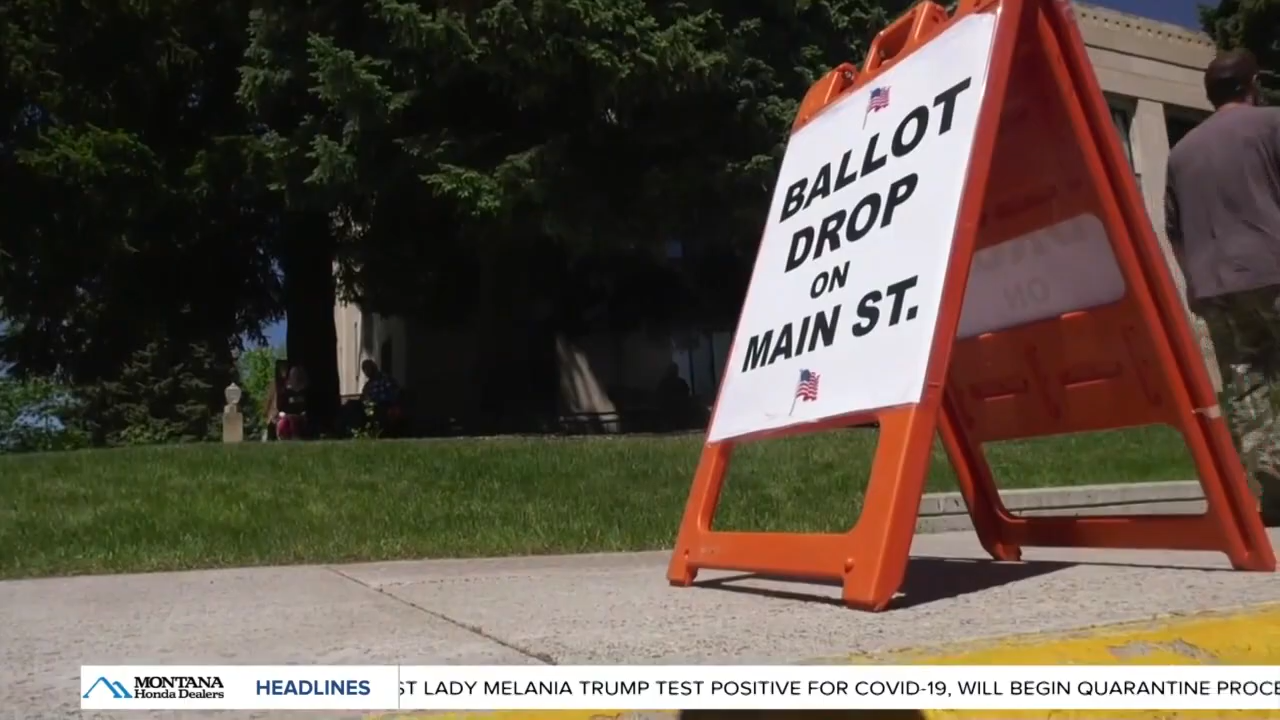 BALLOT
DROP
ON
MAIN ST.
MONTANA
Honda Dealers
HEADLINES
ST LADY MELANIA TRUMP TEST POSITIVE FOR COVID-19, WILL BEGIN QUARANTINE PROCE